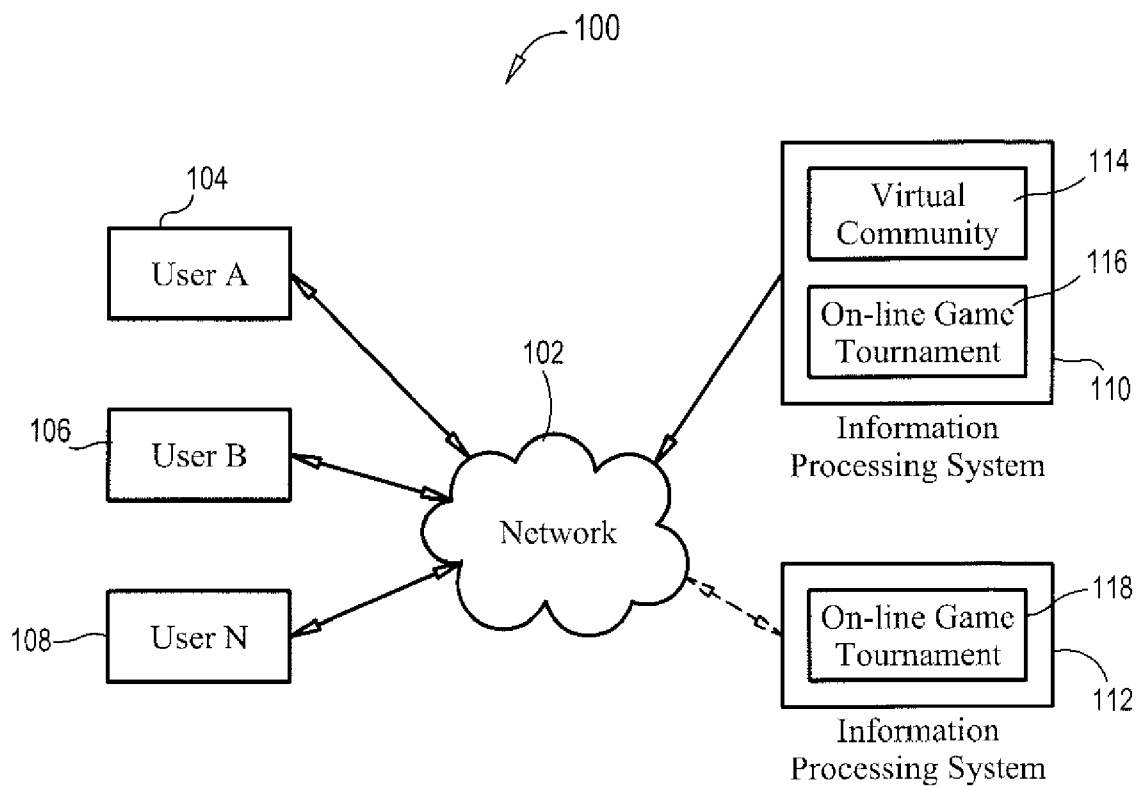 100
104
User A
106
User B
108
User N
102
Network
Virtual
Community
114
On-line Game
Tournament
116
110
Information
Processing System
On-line Game
Tournament
118
112
Information
Processing System